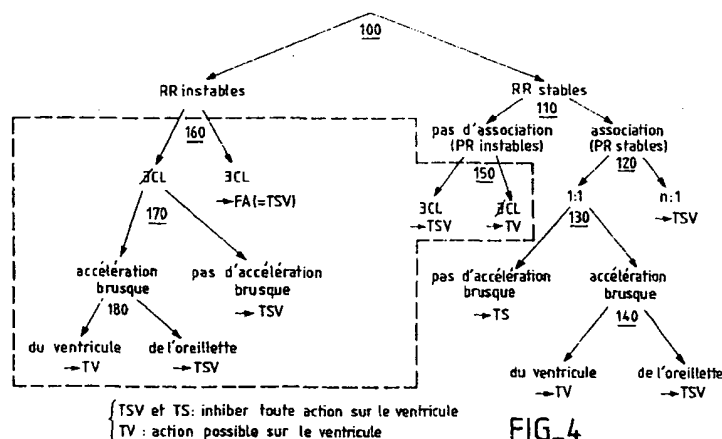 100
RR instables
RR stables
110
pas d'association
(PR instables)
association
(PR stables)
160
150
120
∄CL
∃CL
→FA(=TSV)
∃CL
→TSV
∄CL
→TV
1:1
130
n:1
→TSV
170
accélération
brusque
180
pas d'accélération
brusque
→TSV
pas d'accélération
brusque
→TS
accélération
brusque
140
du ventricule
→TV
de l'oreillette
→TSV
du ventricule
→TV
de l'oreillette
→TSV
TSV et TS: inhiber toute action sur le ventricule
TV : action possible sur le ventricule
FIG_4